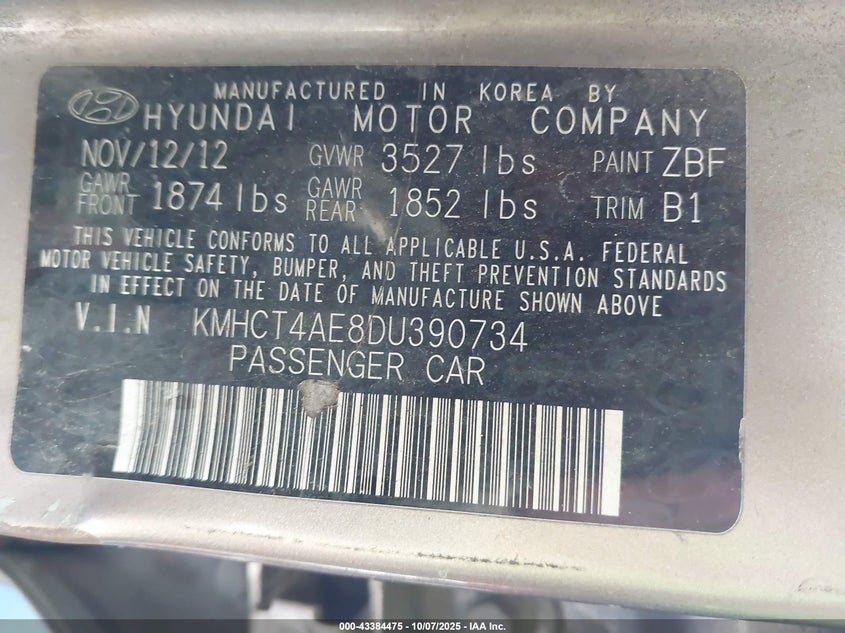 MANUFACTURED IN KOREA BY
HYUNDAI MOTOR COMPANY
NOV/12/12 GVWR 3527 lbs PAINT ZBF
GAWR FRONT 1874 lbs GAWR REAR 1852 lbs TRIM B1
THIS VEHICLE CONFORMS TO ALL APPLICABLE U.S.A. FEDERAL
MOTOR VEHICLE SAFETY, BUMPER, AND THEFT PREVENTION STANDARDS
IN EFFECT ON THE DATE OF MANUFACTURE SHOWN ABOVE
V.I.N KMHCT4AE8DU390734
PASSENGER CAR
000-43384475 - 10/07/2025 - IAA Inc.